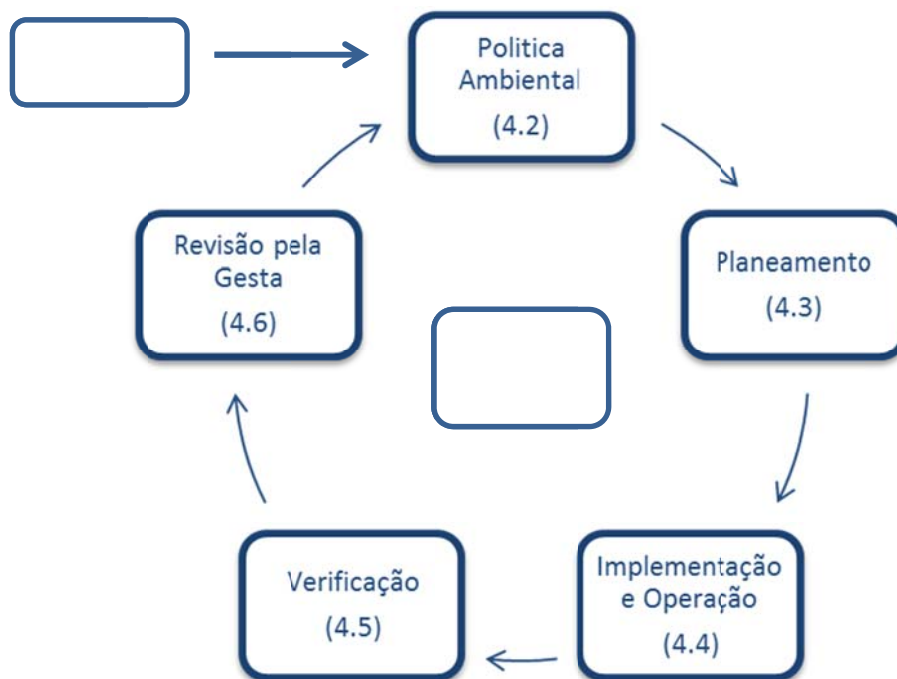 Politica
Ambiental
(4.2)
Planeamento
(4.3)
Implementação
e Operação
(4.4)
Verificação
(4.5)
Revisão pela
Gesta
(4.6)